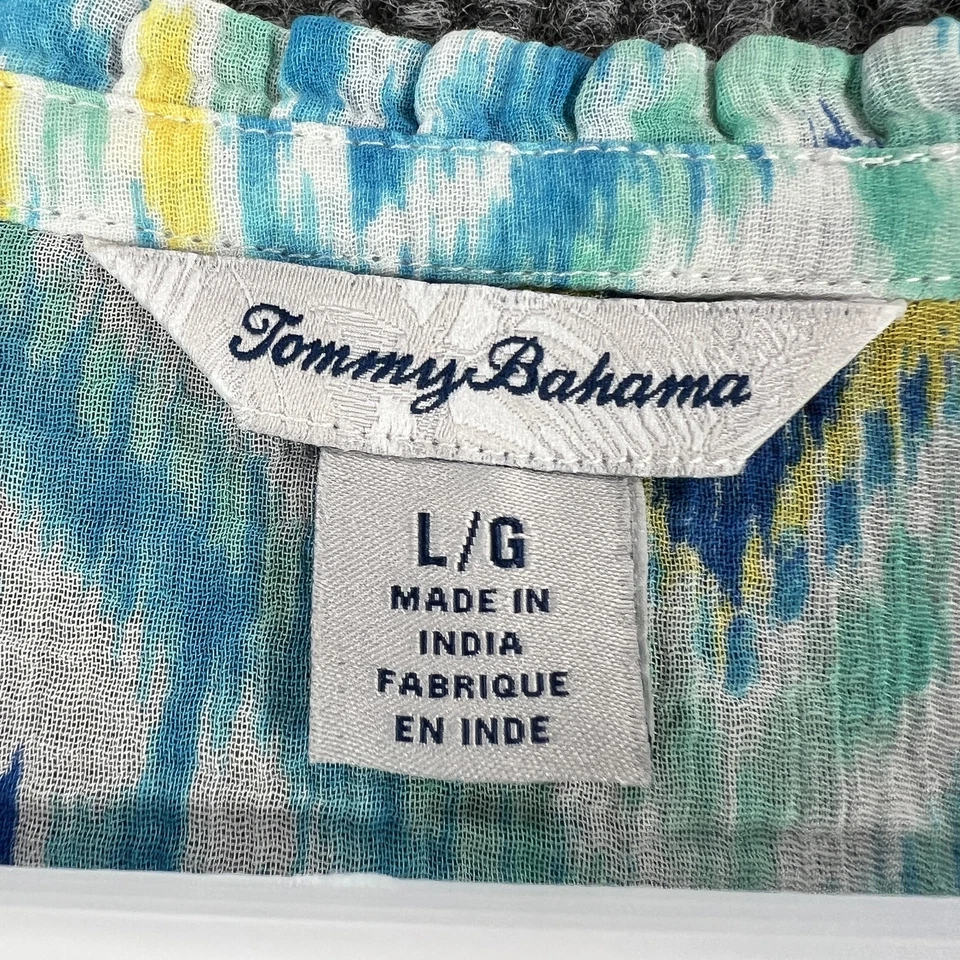 Tommy Bahama
L/G
MADE IN
INDIA
FABRIQUE
EN INDE